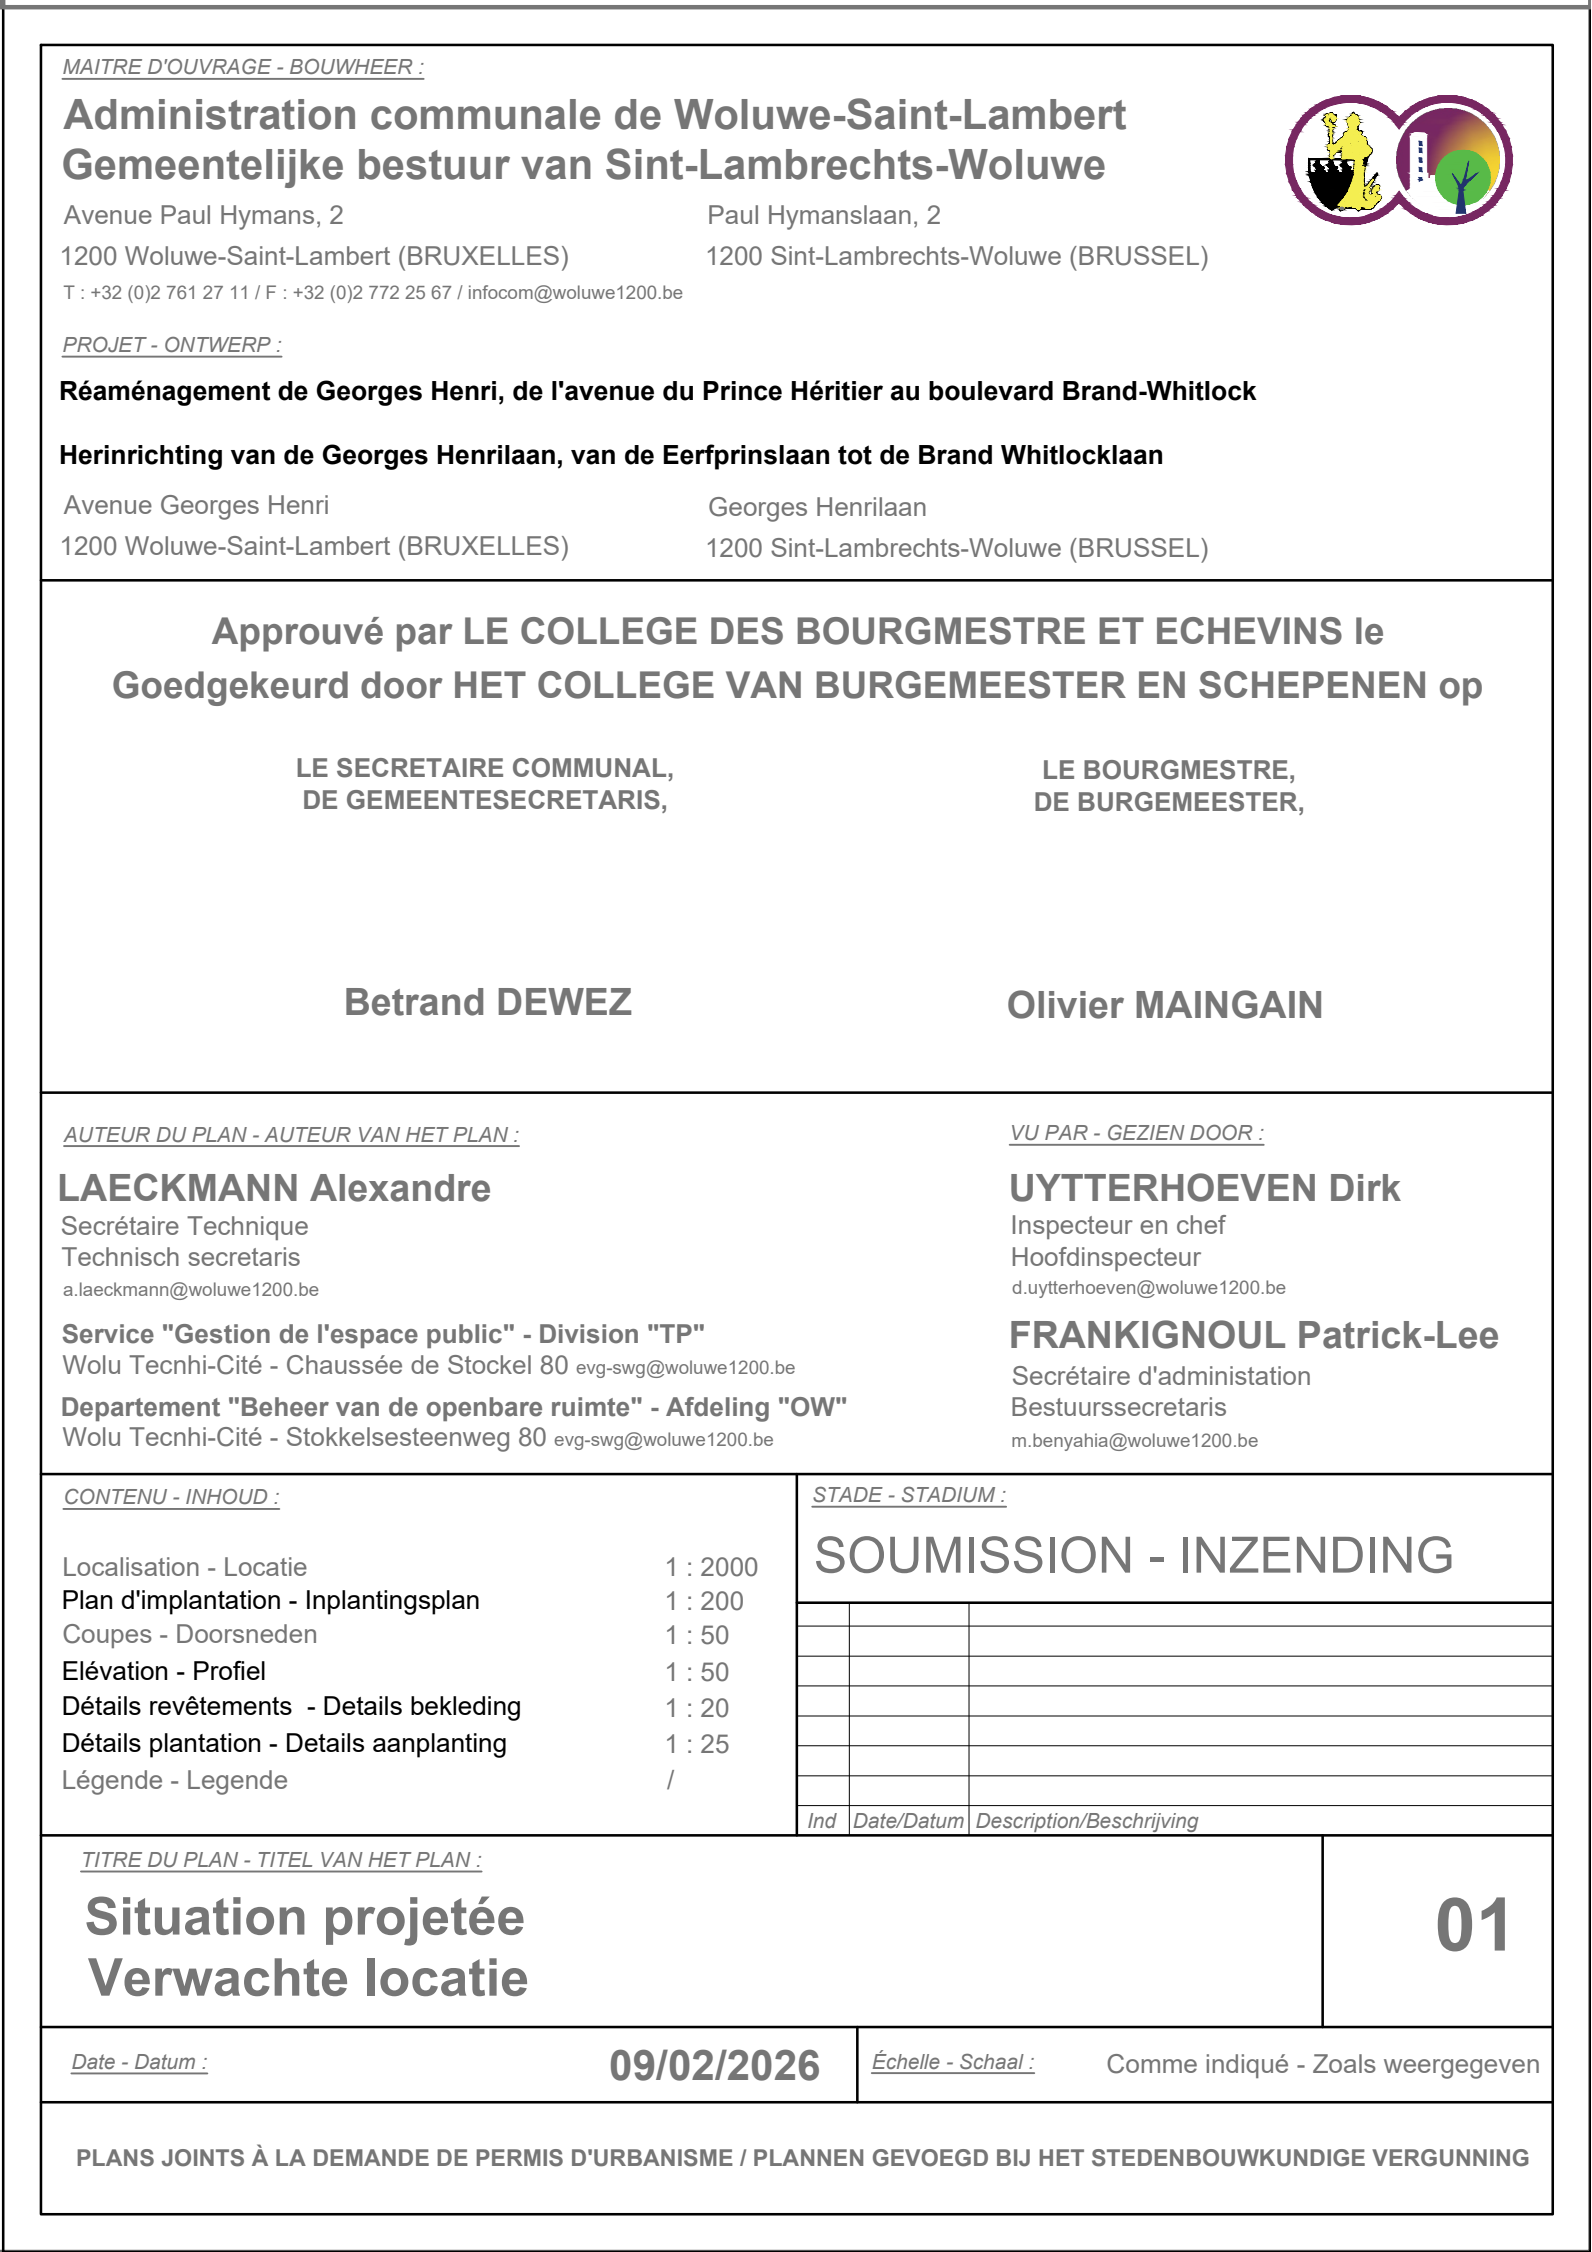 MAITRE D'OUVRAGE - BOUWHEER :
Administration communale de Woluwe-Saint-Lambert
Gemeentelijke bestuur van Sint-Lambrechts-Woluwe
Avenue Paul Hymans, 2 Paul Hymanslaan, 2
1200 Woluwe-Saint-Lambert (BRUXELLES) 1200 Sint-Lambrechts-Woluwe (BRUSSEL)
T : +32 (0)2 761 27 11 / F : +32 (0)2 772 25 67 / infocom@woluwe1200.be
PROJET - ONTWERP :
Réaménagement de Georges Henri, de l'avenue du Prince Héritier au boulevard Brand-Whitlock
Herinrichting van de Georges Henrilaan, van de Eerfprinslaan tot de Brand Whitlocklaan
Avenue Georges Henri Georges Henrilaan
1200 Woluwe-Saint-Lambert (BRUXELLES) 1200 Sint-Lambrechts-Woluwe (BRUSSEL)
Approuvé par LE COLLEGE DES BOURGMESTRE ET ECHEVINS le
Goedgekeurd door HET COLLEGE VAN BURGEMEESTER EN SCHEPENEN op
LE SECRETAIRE COMMUNAL,
DE GEMEENTESECRETARIS,
LE BOURGMESTRE,
DE BURGEMEESTER,
Betrand DEWEZ
Olivier MAINGAIN
AUTEUR DU PLAN - AUTEUR VAN HET PLAN :
LAECKMANN Alexandre
Secrétaire Technique
Technisch secretaris
a.laeckmann@woluwe1200.be
Service "Gestion de l'espace public" - Division "TP"
Wolu Tecnhi-Cité - Chaussée de Stockel 80 evg-swg@woluwe1200.be
Departement "Beheer van de openbare ruimte" - Afdeling "OW"
Wolu Tecnhi-Cité - Stokkelsesteenweg 80 evg-swg@woluwe1200.be
VU PAR - GEZIEN DOOR :
UYTTERHOEVEN Dirk
Inspecteur en chef
Hoofdinspecteur
d.uytterhoeven@woluwe1200.be
FRANKIGNOUL Patrick-Lee
Secrétaire d'administation
Bestuurssecretaris
m.benyahia@woluwe1200.be
CONTENU - INHOUD :
Localisation - Locatie 1 : 2000
Plan d'implantation - Inplantingsplan 1 : 200
Coupes - Doorsneden 1 : 50
Elévation - Profiel 1 : 50
Détails revêtements - Details bekleding 1 : 20
Détails plantation - Details aanplanting 1 : 25
Légende - Legende /
STADE - STADIUM :
SOUMISSION - INZENDING
Ind Date/Datum Description/Beschrijving
TITRE DU PLAN - TITEL VAN HET PLAN :
Situation projetée
Verwachte locatie
01
Date - Datum : 09/02/2026
Échelle - Schaal : Comme indiqué - Zoals weergegeven
PLANS JOINTS À LA DEMANDE DE PERMIS D'URBANISME / PLANNEN GEVOEGD BIJ HET STEDENBOUWKUNDIGE VERGUNNING